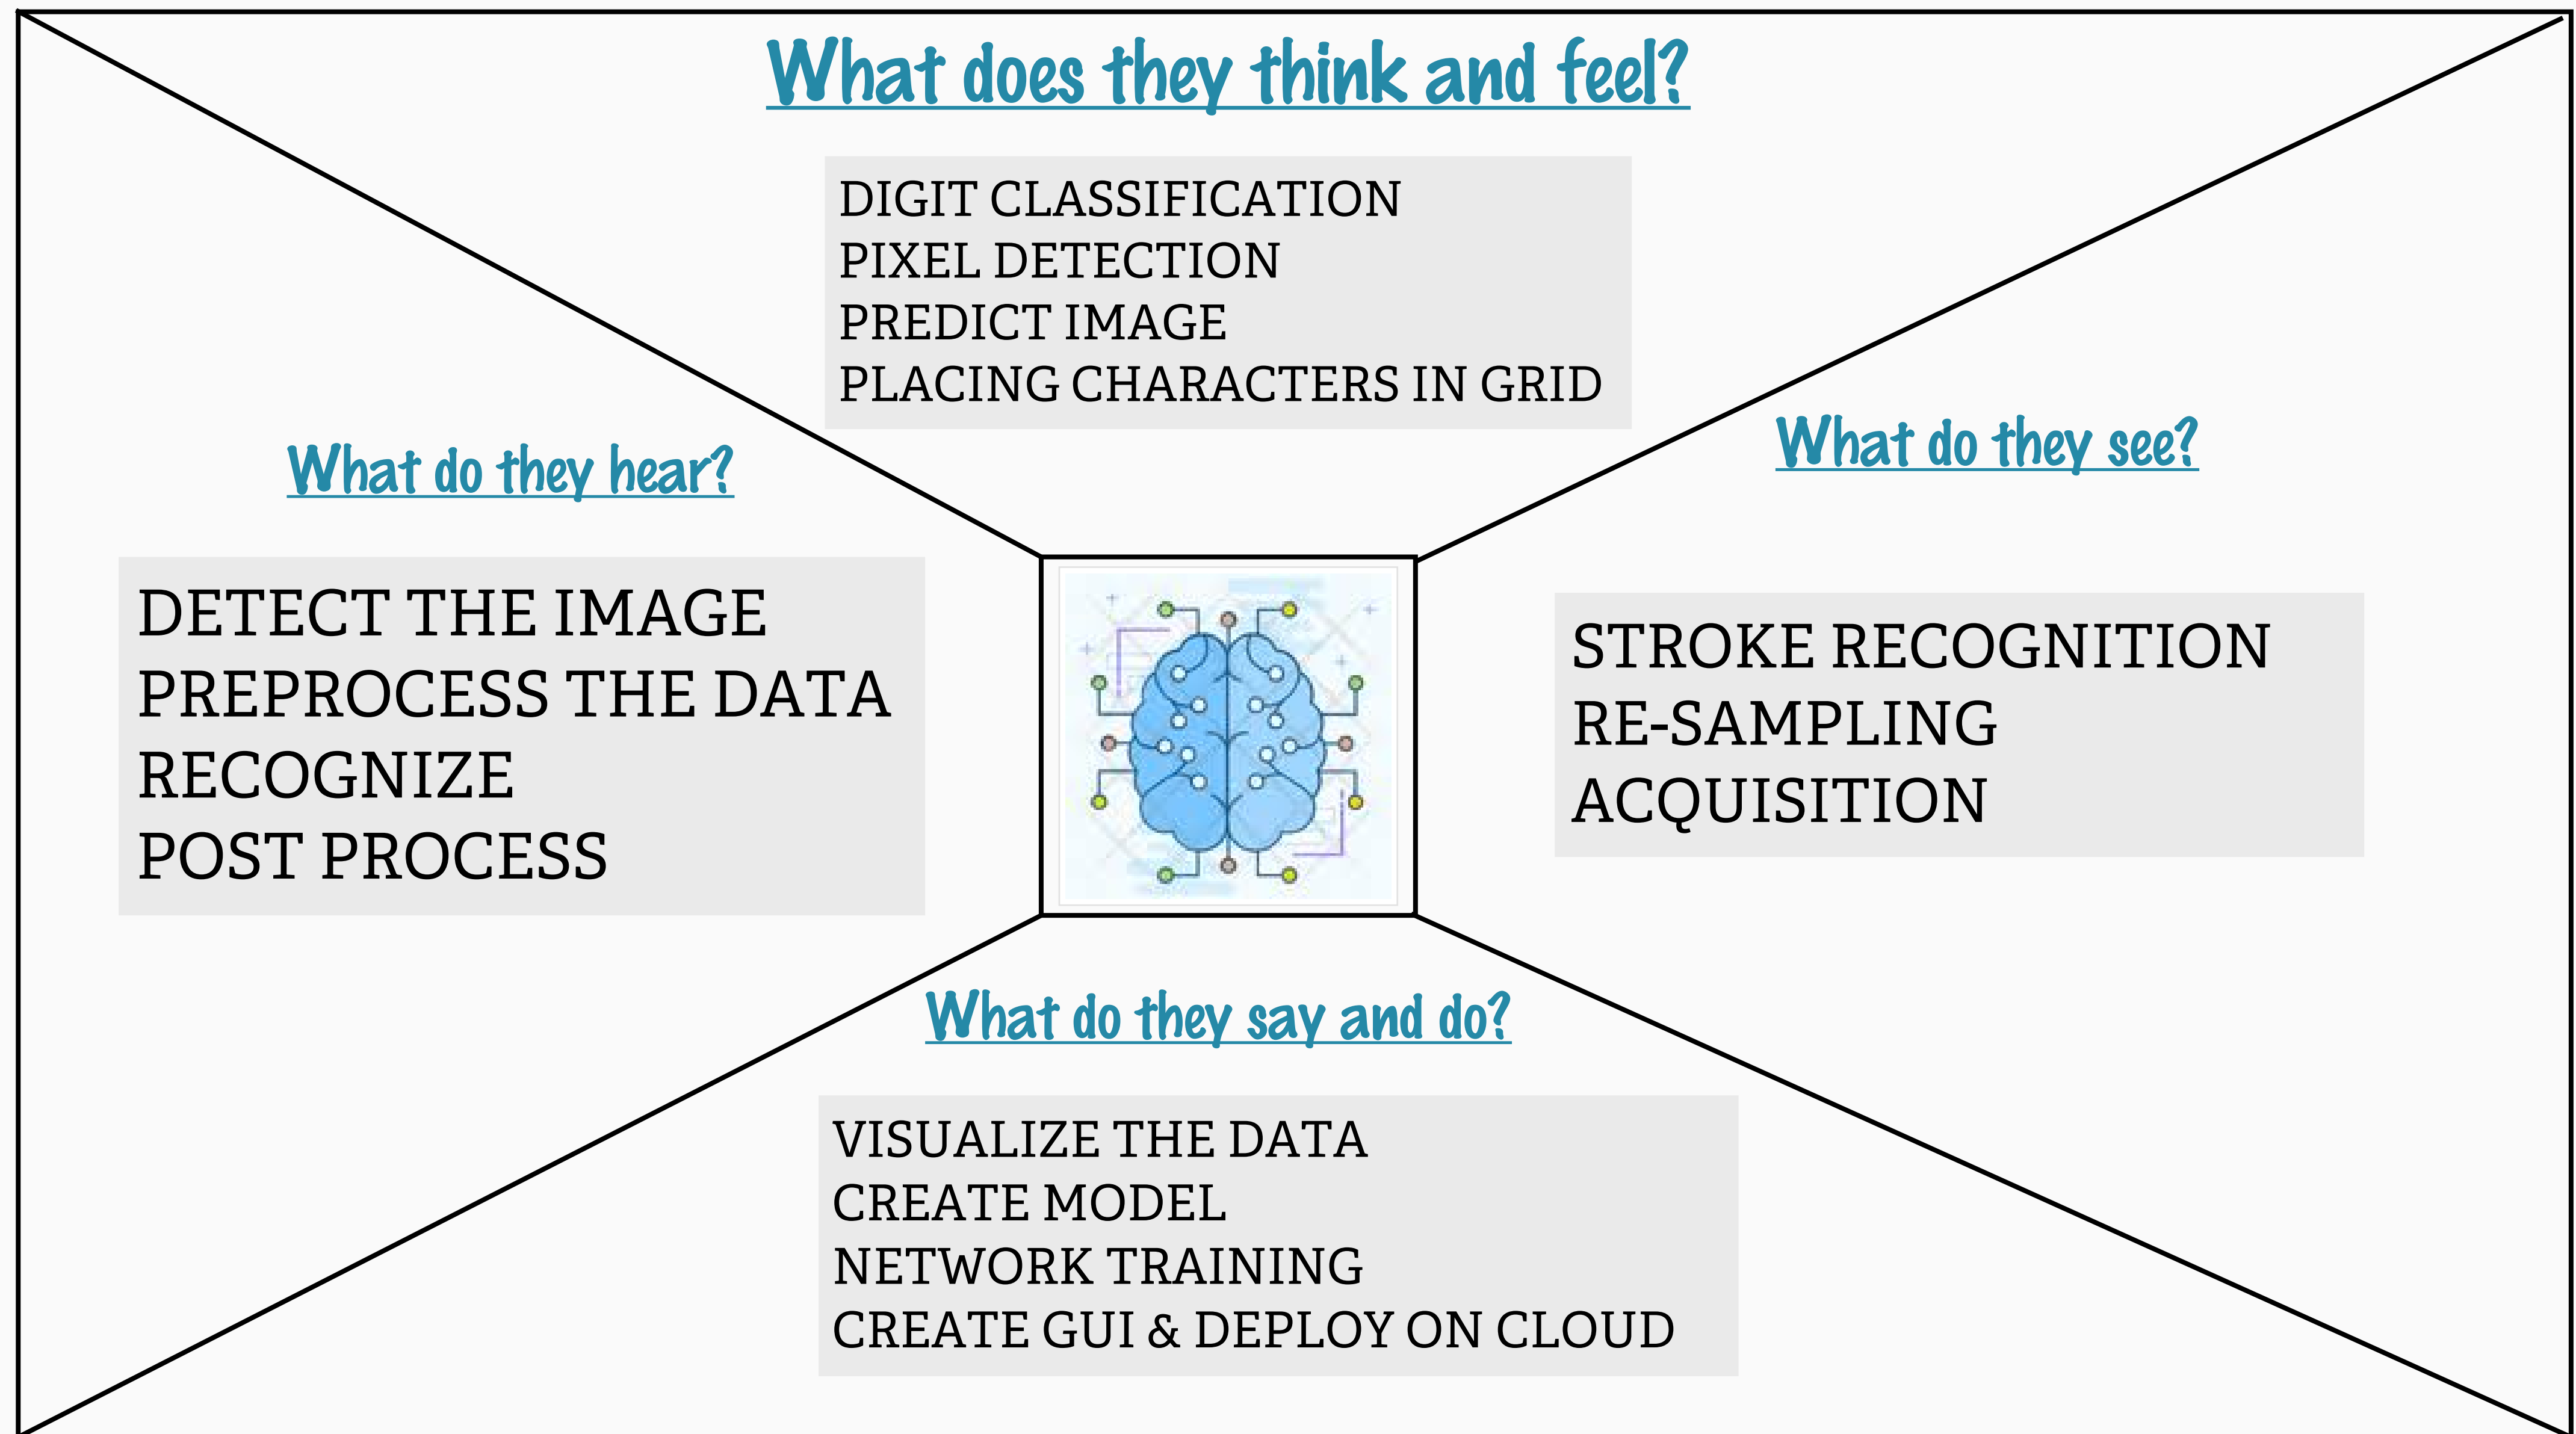 What does they think and feel?
DIGIT CLASSIFICATION
PIXEL DETECTION
PREDICT IMAGE
PLACING CHARACTERS IN GRID
What do they hear?
DETECT THE IMAGE
PREPROCESS THE DATA
RECOGNIZE
POST PROCESS
What do they see?
STROKE RECOGNITION
RE-SAMPLING
ACQUISITION
What do they say and do?
VISUALIZE THE DATA
CREATE MODEL
NETWORK TRAINING
CREATE GUI & DEPLOY ON CLOUD